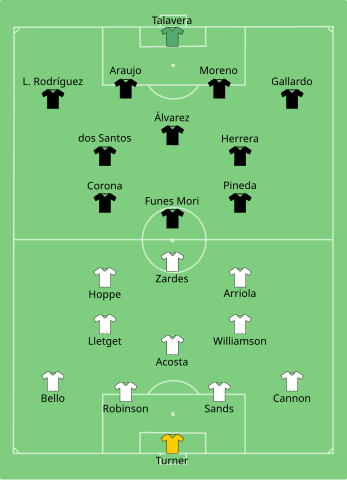 Talavera
Araujo Moreno
L. Rodríguez Gallardo
Álvarez
dos Santos Herrera
Corona Pineda
Funes Mori
Zardes
Hoppe Arriola
Lletget Williamson
Acosta
Bello Cannon
Robinson Sands
Turner